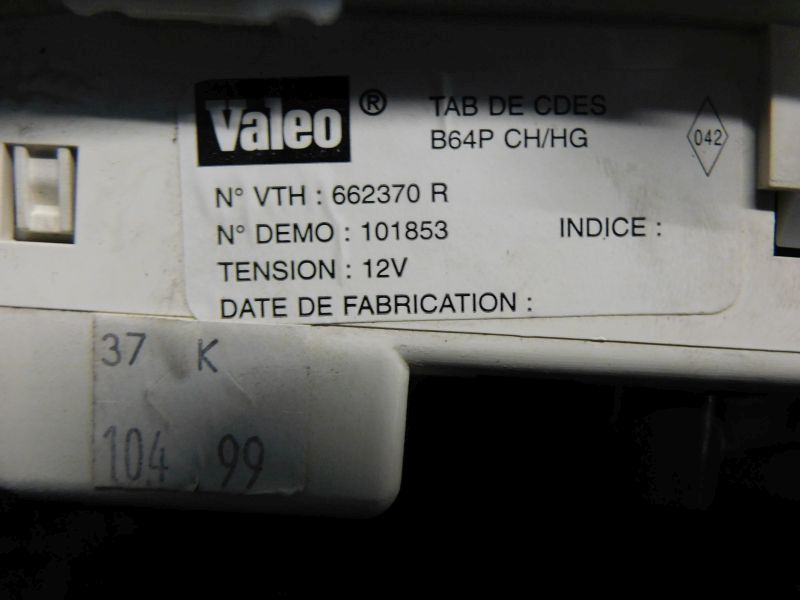 Valeo ® TAB DE CDES
B64P CH/HG
042
N° VTH : 662370 R
N° DEMO : 101853 INDICE :
TENSION : 12V
DATE DE FABRICATION :
37 K
104 99